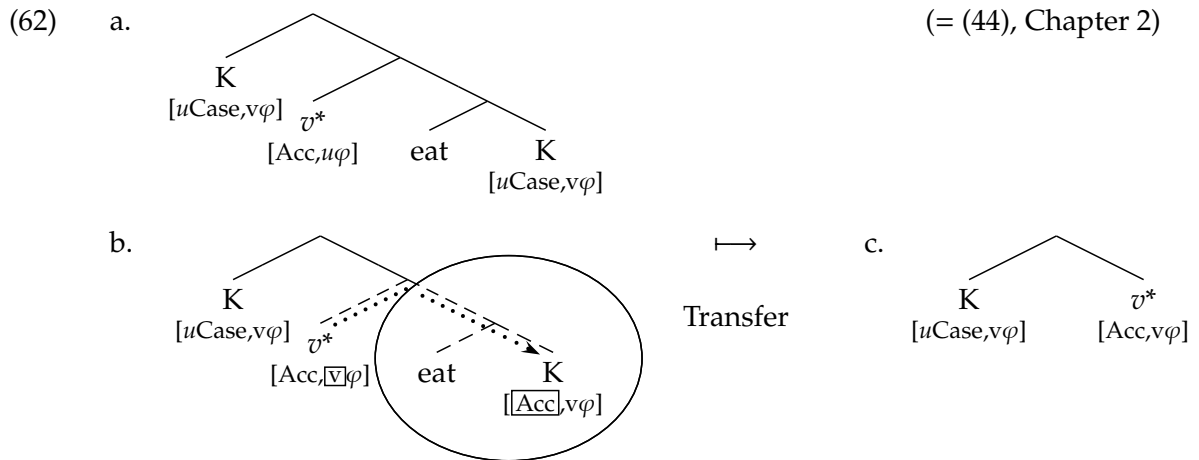 (62) a. (= (44), Chapter 2)
K
[uCase,vφ] v*
[Acc,uφ] eat K
[uCase,vφ]
b. ⟼ c.
K K v*
[uCase,vφ] v* Transfer [uCase,vφ] [Acc,vφ]
[Acc,vφ] eat K
[Acc,vφ]